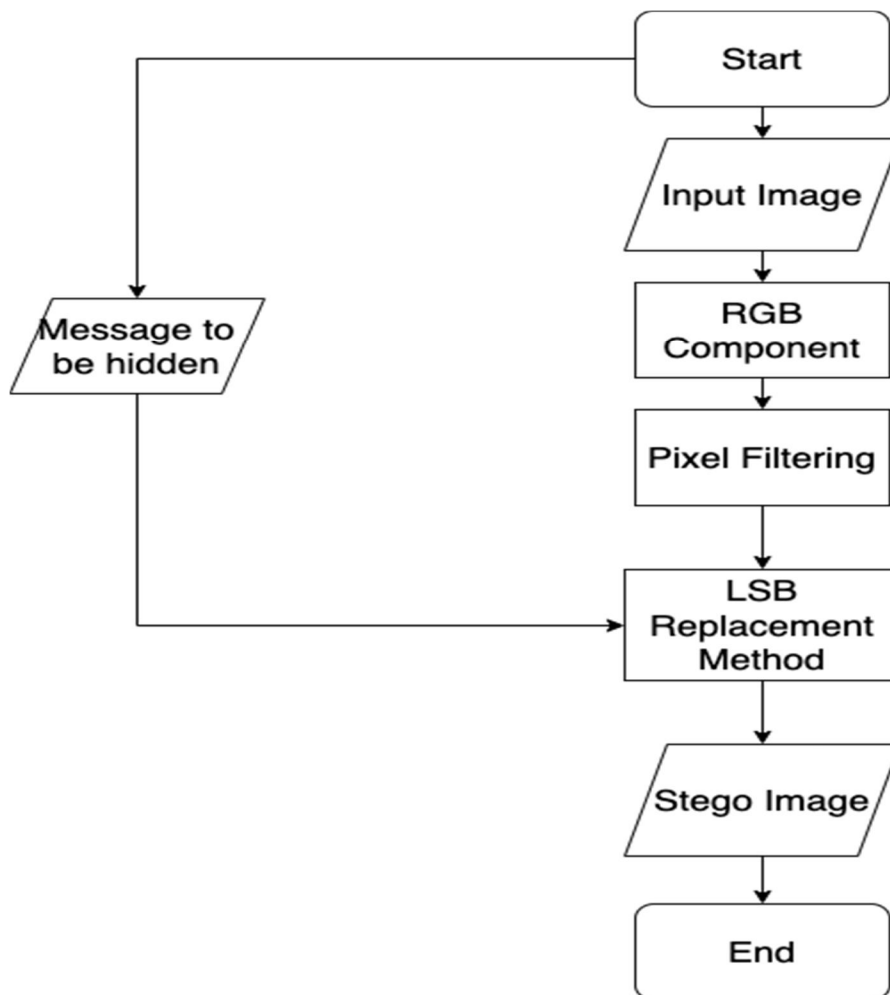 Start
Input Image
RGB
Component
Message to
be hidden
Pixel Filtering
LSB
Replacement
Method
Stego Image
End